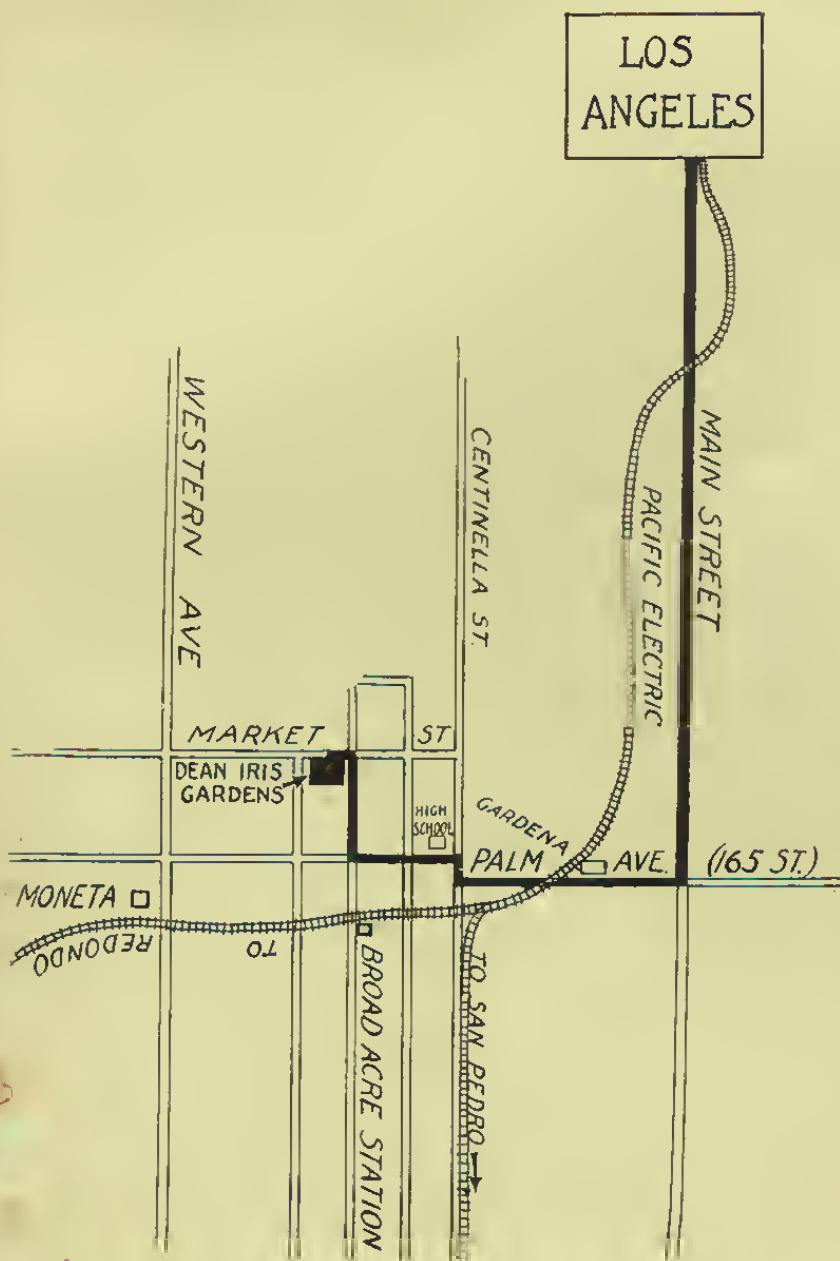 LOS
ANGELES
WESTERN AVE
CENTINELLA ST.
MAIN STREET
PACIFIC ELECTRIC
MARKET ST
DEAN IRIS
GARDENS
HIGH
SCHOOL
GARDENA
PALM AVE. (165 ST.)
MONETA
TO REDONDO
BROAD ACRE STATION
TO SAN PEDRO